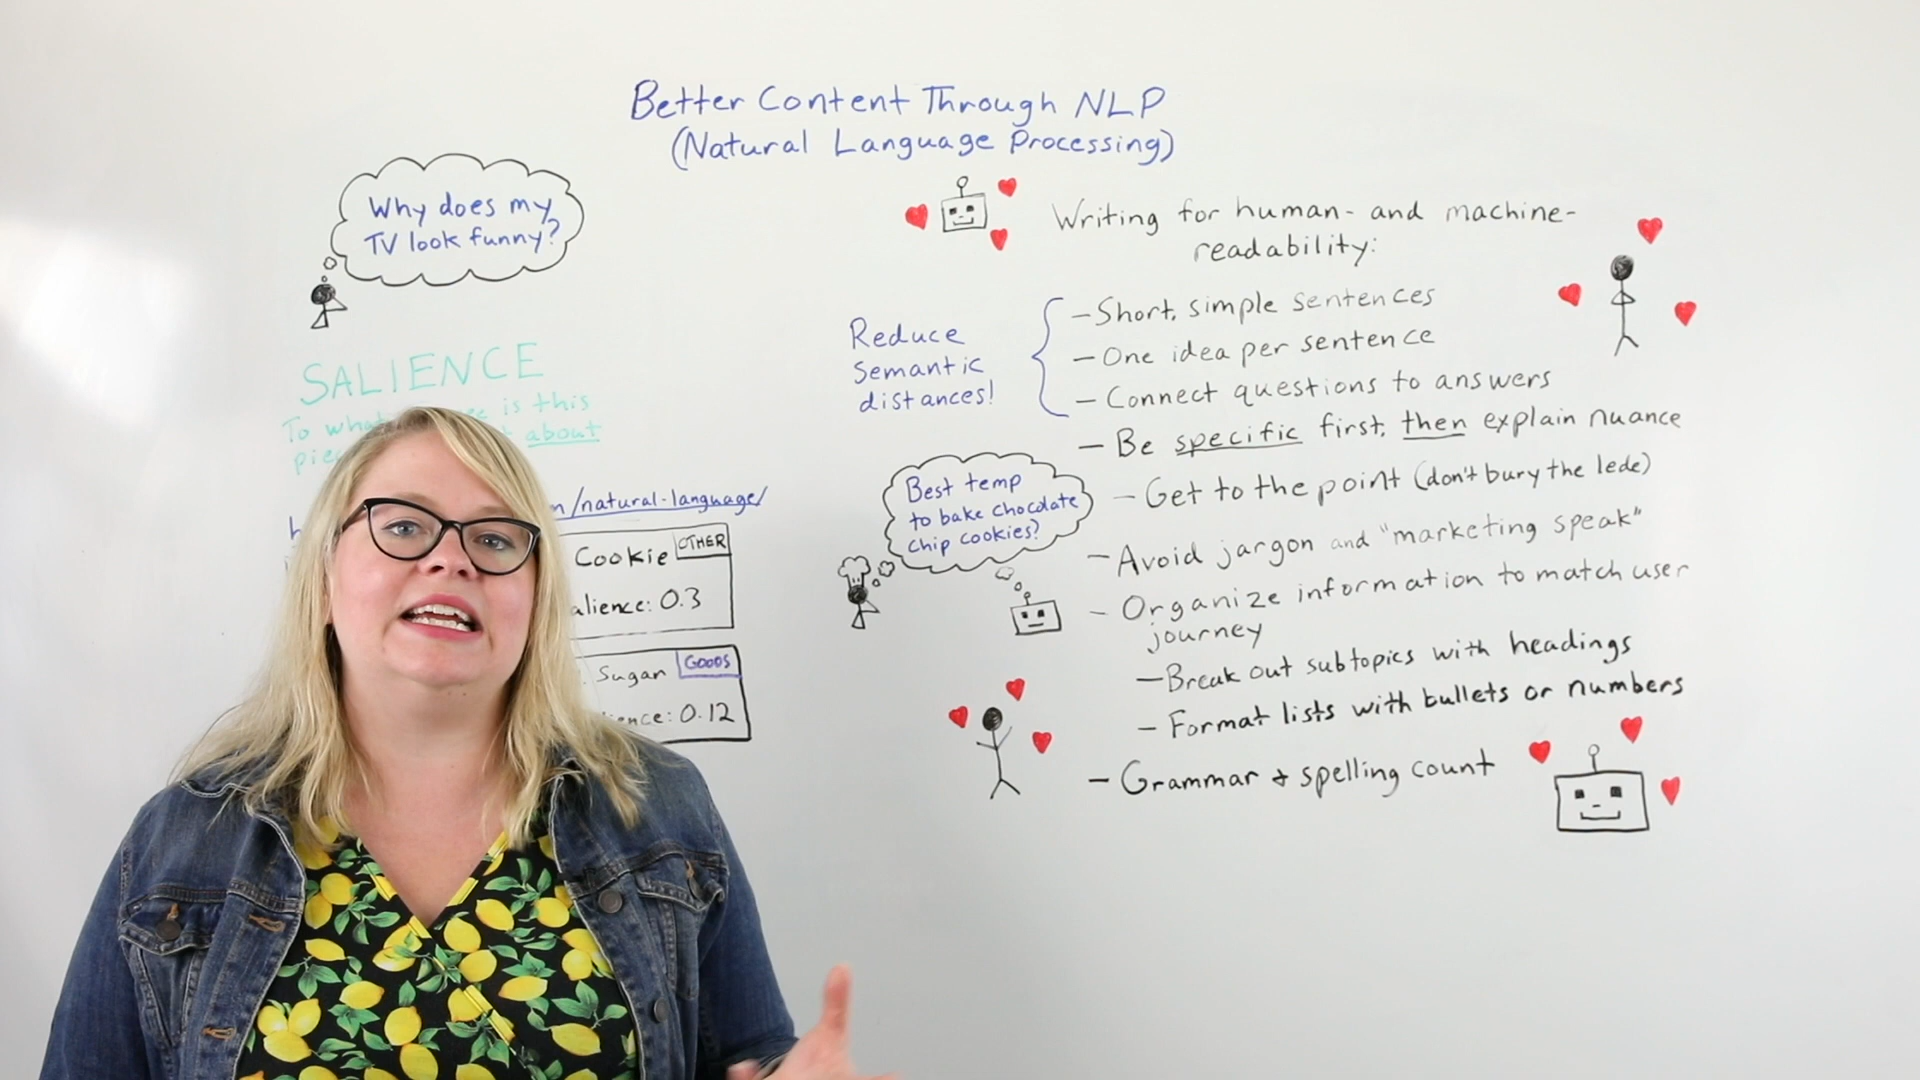 Better Content Through NLP
(Natural Language Processing)
Why does my
TV look funny?
SALIENCE
To is this
about
/natural-language/
Cookie OTHER
alience: 0.3
Sugar GOODS
ience: 0.12
Writing for human- and machine-
readability:
Reduce
Semantic
distances!
- Short, simple sentences
- One idea per sentence
- Connect questions to answers
- Be specific first, then explain nuance
- Get to the point (don't bury the lede)
Best temp
to bake chocolate
chip cookies?
- Avoid jargon and "marketing speak"
- Organize information to match user
journey
- Break out subtopics with headings
- Format lists with bullets or numbers
- Grammar + spelling count